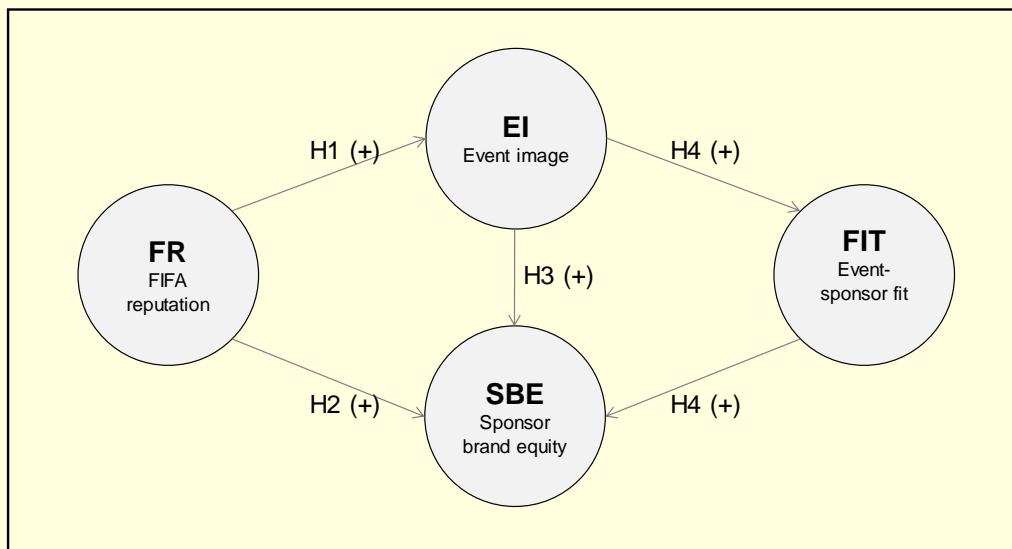 EI
Event image
H1 (+)
H4 (+)
FR
FIFA
reputation
FIT
Event-
sponsor fit
H3 (+)
H2 (+)
SBE
Sponsor
brand equity
H4 (+)